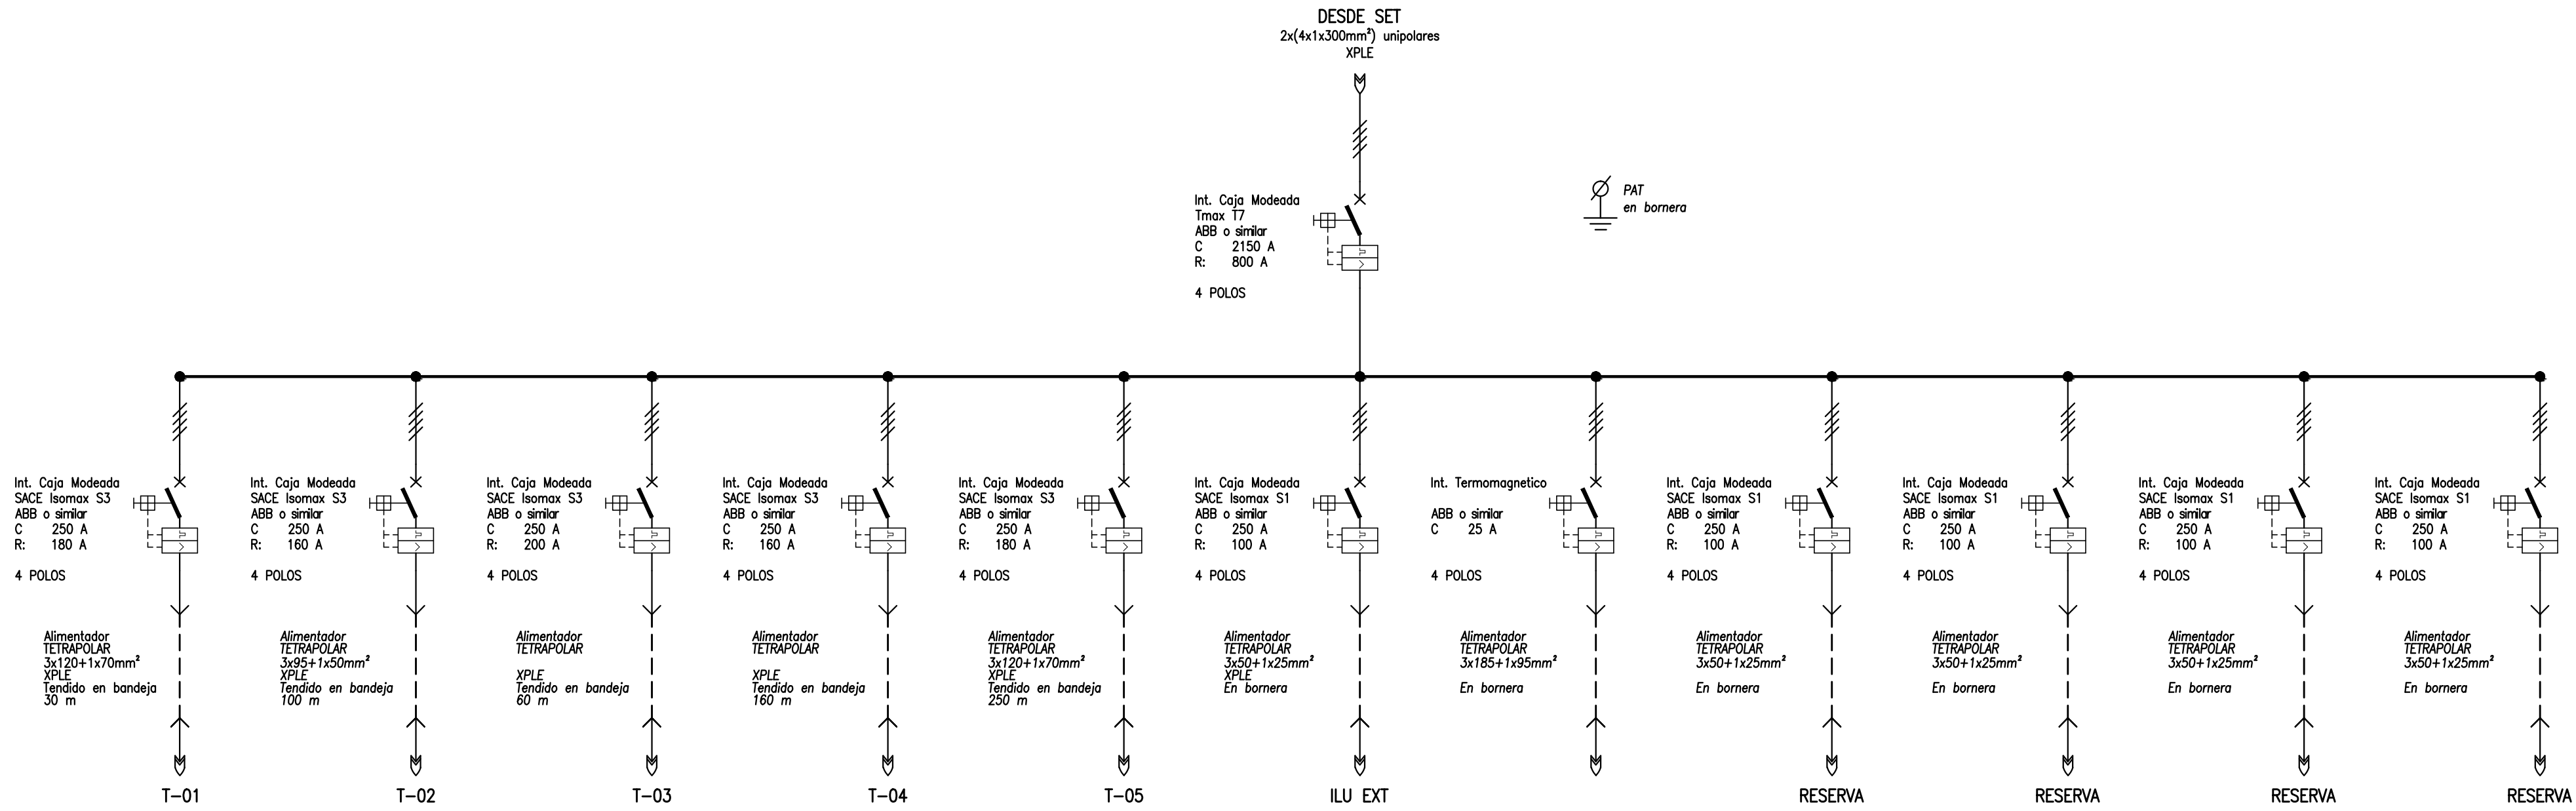 DESDE SET
2x(4x1x300mm²) unipolares
XPLE
Int. Caja Modeada
Tmax T7
ABB o similar
C 2150 A
R: 800 A
4 POLOS
PAT
en bornera
Int. Caja Modeada
SACE Isomax S3
ABB o similar
C 250 A
R: 180 A
4 POLOS
Alimentador
TETRAPOLAR
3x120+1x70mm²
XPLE
Tendido en bandeja
30 m
T-01
Int. Caja Modeada
SACE Isomax S3
ABB o similar
C 250 A
R: 160 A
4 POLOS
Alimentador
TETRAPOLAR
3x95+1x50mm²
XPLE
Tendido en bandeja
100 m
T-02
Int. Caja Modeada
SACE Isomax S3
ABB o similar
C 250 A
R: 200 A
4 POLOS
Alimentador
TETRAPOLAR
XPLE
Tendido en bandeja
60 m
T-03
Int. Caja Modeada
SACE Isomax S3
ABB o similar
C 250 A
R: 160 A
4 POLOS
Alimentador
TETRAPOLAR
XPLE
Tendido en bandeja
160 m
T-04
Int. Caja Modeada
SACE Isomax S3
ABB o similar
C 250 A
R: 180 A
4 POLOS
Alimentador
TETRAPOLAR
3x120+1x70mm²
XPLE
Tendido en bandeja
250 m
T-05
Int. Caja Modeada
SACE Isomax S1
ABB o similar
C 250 A
R: 100 A
4 POLOS
Alimentador
TETRAPOLAR
3x50+1x25mm²
XPLE
En bornera
ILU EXT
Int. Termomagnetico
ABB o similar
C 25 A
4 POLOS
Alimentador
TETRAPOLAR
3x185+1x95mm²
En bornera
Int. Caja Modeada
SACE Isomax S1
ABB o similar
C 250 A
R: 100 A
4 POLOS
Alimentador
TETRAPOLAR
3x50+1x25mm²
En bornera
RESERVA
Int. Caja Modeada
SACE Isomax S1
ABB o similar
C 250 A
R: 100 A
4 POLOS
Alimentador
TETRAPOLAR
3x50+1x25mm²
En bornera
RESERVA
Int. Caja Modeada
SACE Isomax S1
ABB o similar
C 250 A
R: 100 A
4 POLOS
Alimentador
TETRAPOLAR
3x50+1x25mm²
En bornera
RESERVA
Int. Caja Modeada
SACE Isomax S1
ABB o similar
C 250 A
R: 100 A
4 POLOS
Alimentador
TETRAPOLAR
3x50+1x25mm²
En bornera
RESERVA